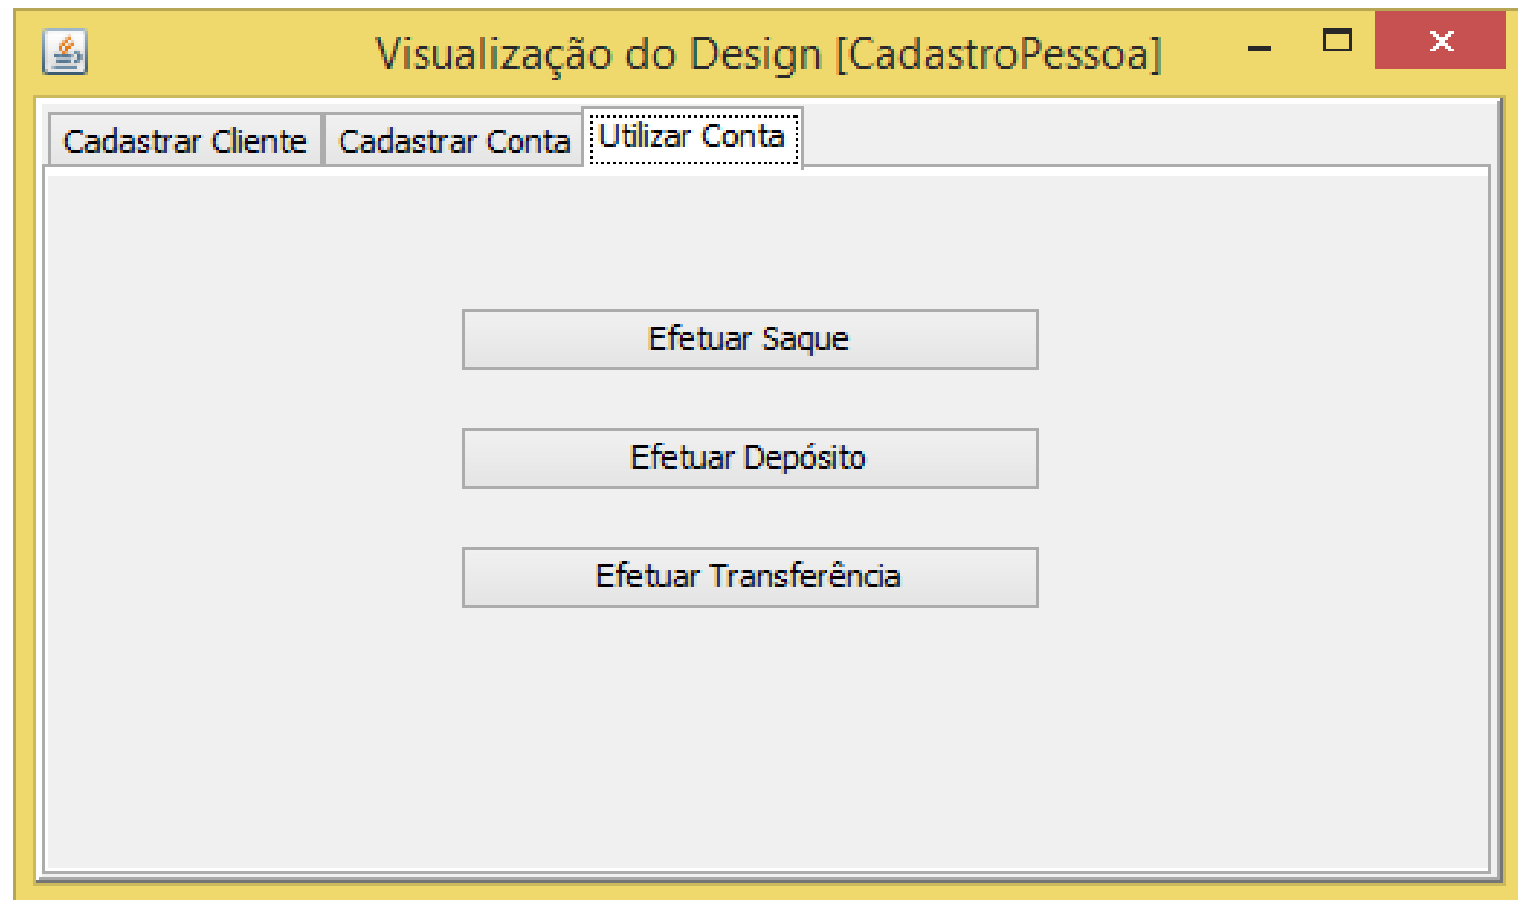 Visualização do Design [CadastroPessoa]
Cadastrar Cliente Cadastrar Conta Utilizar Conta
Efetuar Saque
Efetuar Depósito
Efetuar Transferência